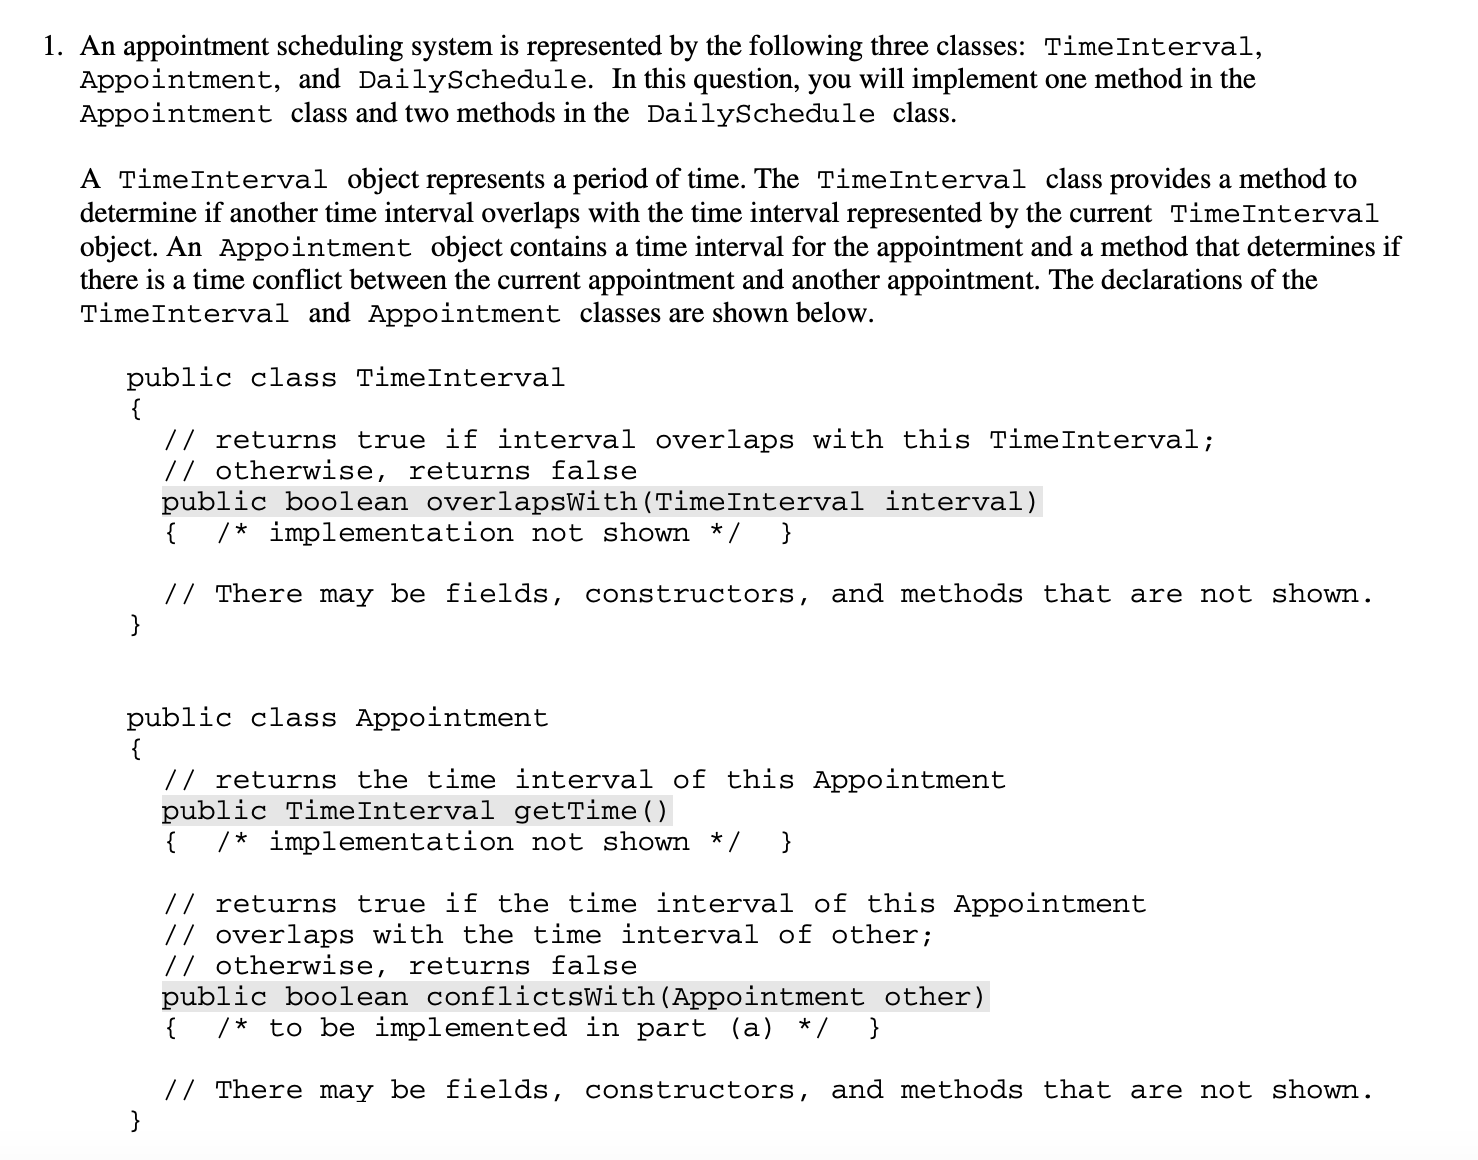 1. An appointment scheduling system is represented by the following three classes: TimeInterval,
Appointment, and DailySchedule. In this question, you will implement one method in the
Appointment class and two methods in the DailySchedule class.
A TimeInterval object represents a period of time. The TimeInterval class provides a method to
determine if another time interval overlaps with the time interval represented by the current TimeInterval
object. An Appointment object contains a time interval for the appointment and a method that determines if
there is a time conflict between the current appointment and another appointment. The declarations of the
TimeInterval and Appointment classes are shown below.
public class TimeInterval
{
// returns true if interval overlaps with this TimeInterval;
// otherwise, returns false
public boolean overlapsWith(TimeInterval interval)
{ /* implementation not shown */ }
// There may be fields, constructors, and methods that are not shown.
}
public class Appointment
{
// returns the time interval of this Appointment
public TimeInterval getTime()
{ /* implementation not shown */ }
// returns true if the time interval of this Appointment
// overlaps with the time interval of other;
// otherwise, returns false
public boolean conflictsWith(Appointment other)
{ /* to be implemented in part (a) */ }
// There may be fields, constructors, and methods that are not shown.
}